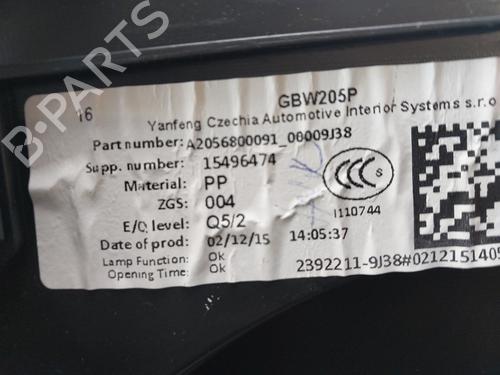 B-PARTS
16
GBW205P
Yanfeng Czechia Automotive Interior Systems s.r.o
Part number: A2056800091_00009J38
Supp. number: 15496474
Material: PP
ZGS: 004
E/Q level: Q5/2
Date of prod: 02/12/15 14:05:37
Lamp Function: Ok
Opening Time: Ok
CCC S
I110744
2392211-9J38#0212151405